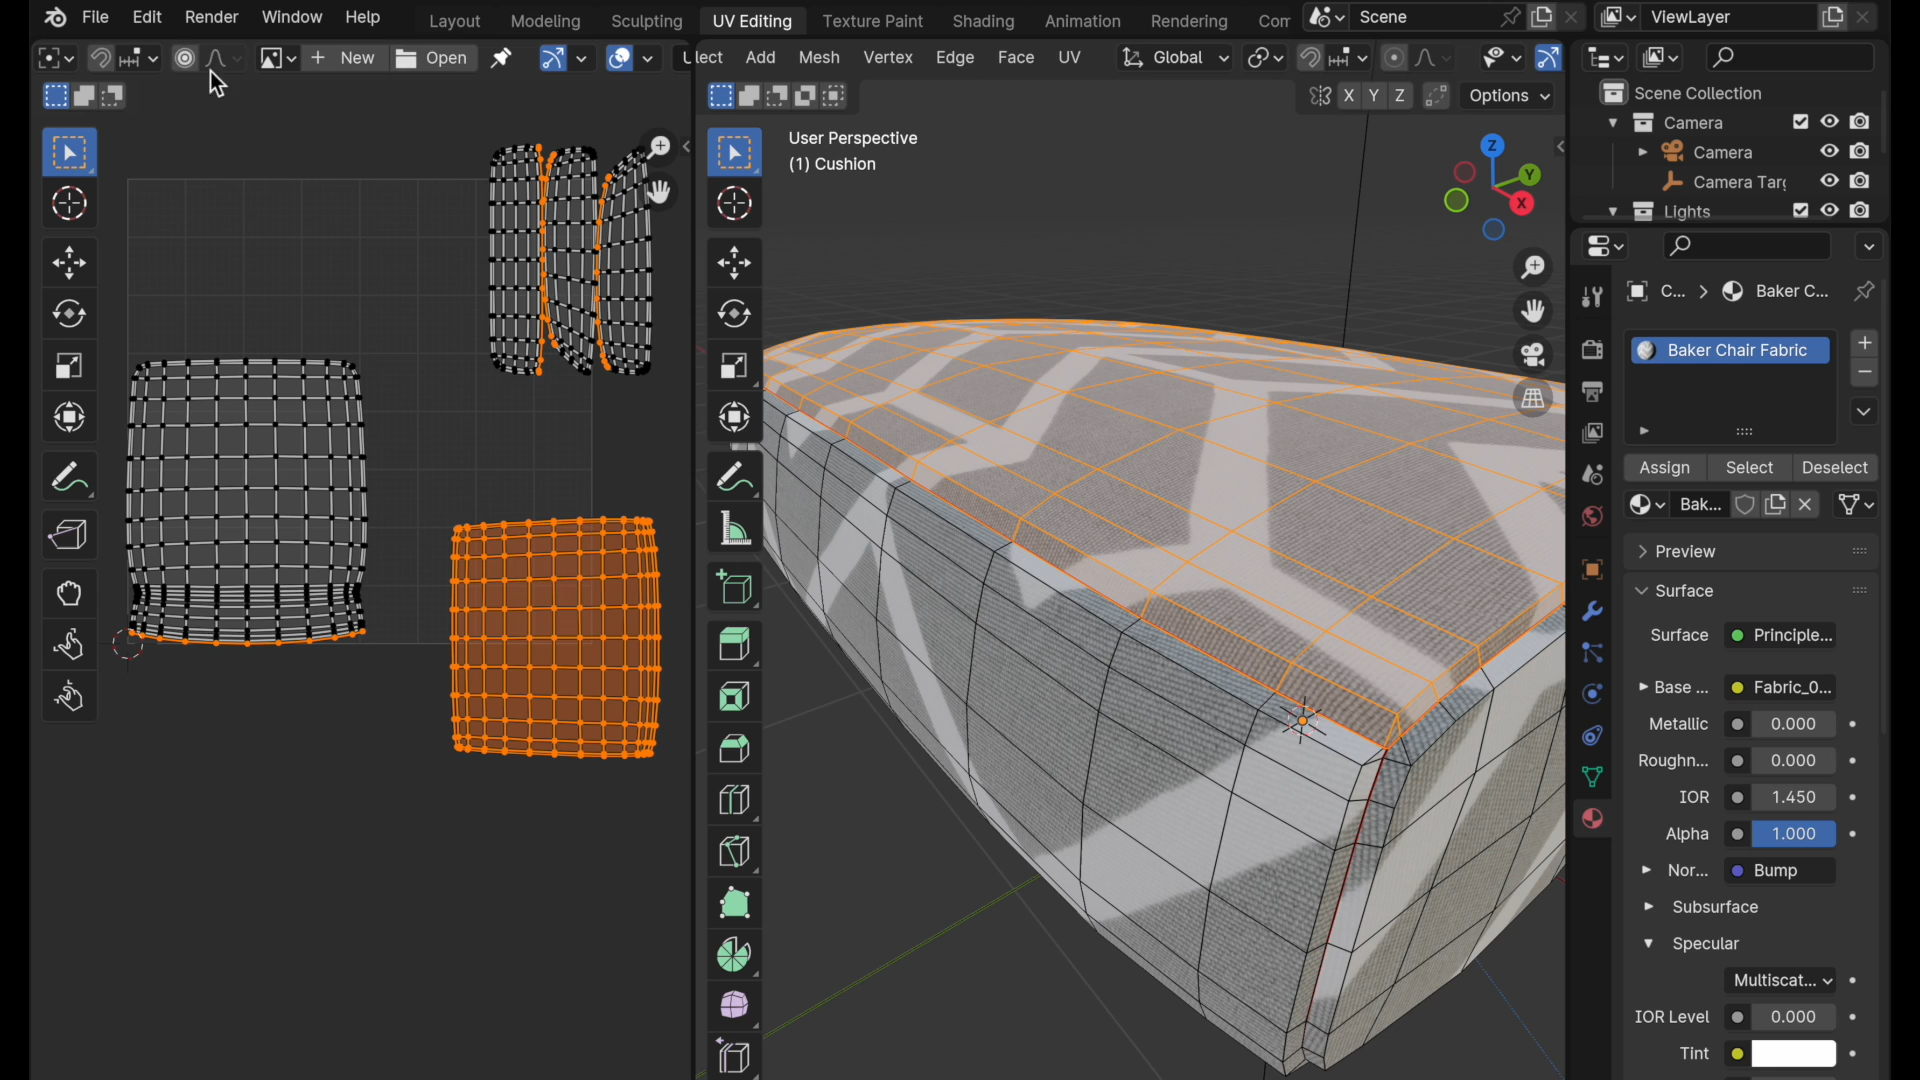 File Edit Render Window Help Layout Modeling Sculpting UV Editing Texture Paint Shading Animation Rendering Con Scene ViewLayer
New Open lect Add Mesh Vertex Edge Face UV Global
X Y Z Options
User Perspective
(1) Cushion
Z
Y
X
Scene Collection
Camera
Camera
Camera Targ
Lights
C... Baker C...
Baker Chair Fabric
Assign Select Deselect
Bak...
Preview
Surface
Surface Principle...
Base ... Fabric_0...
Metallic 0.000
Roughn... 0.000
IOR 1.450
Alpha 1.000
Nor... Bump
Subsurface
Specular
Multiscat...
IOR Level 0.000
Tint